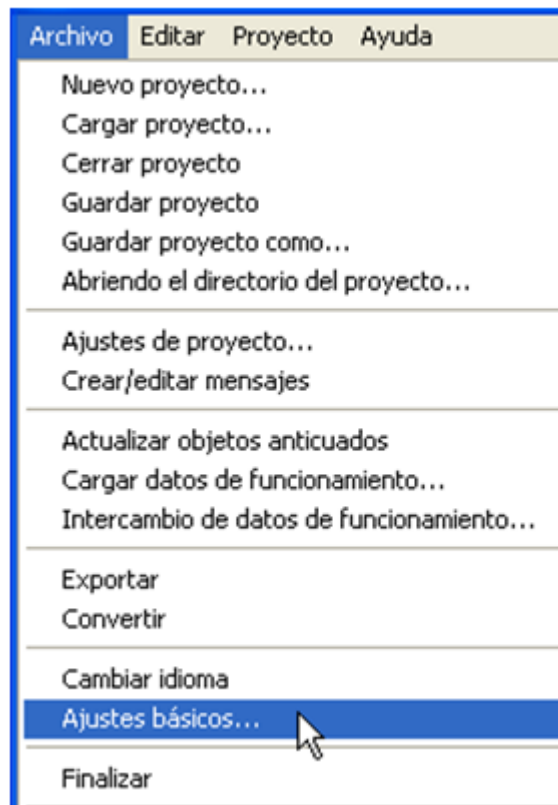 Archivo Editar Proyecto Ayuda
Nuevo proyecto...
Cargar proyecto...
Cerrar proyecto
Guardar proyecto
Guardar proyecto como...
Abriendo el directorio del proyecto...
Ajustes de proyecto...
Crear/editar mensajes
Actualizar objetos anticuados
Cargar datos de funcionamiento...
Intercambio de datos de funcionamiento...
Exportar
Convertir
Cambiar idioma
Ajustes básicos...
Finalizar